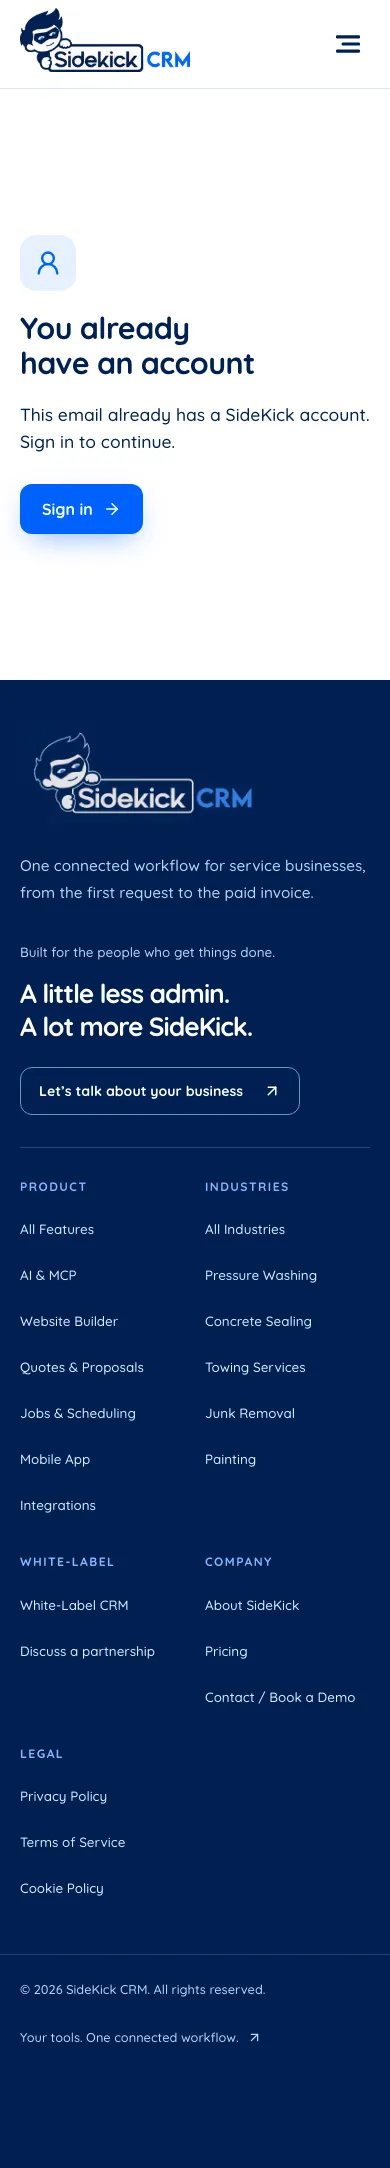 Sidekick CRM
You already
have an account
This email already has a SideKick account.
Sign in to continue.
Sign in
Sidekick CRM
One connected workflow for service businesses,
from the first request to the paid invoice.
Built for the people who get things done.
A little less admin.
A lot more SideKick.
Let’s talk about your business
PRODUCT
All Features
AI & MCP
Website Builder
Quotes & Proposals
Jobs & Scheduling
Mobile App
Integrations
INDUSTRIES
All Industries
Pressure Washing
Concrete Sealing
Towing Services
Junk Removal
Painting
WHITE-LABEL
White-Label CRM
Discuss a partnership
COMPANY
About SideKick
Pricing
Contact / Book a Demo
LEGAL
Privacy Policy
Terms of Service
Cookie Policy
© 2026 SideKick CRM. All rights reserved.
Your tools. One connected workflow.